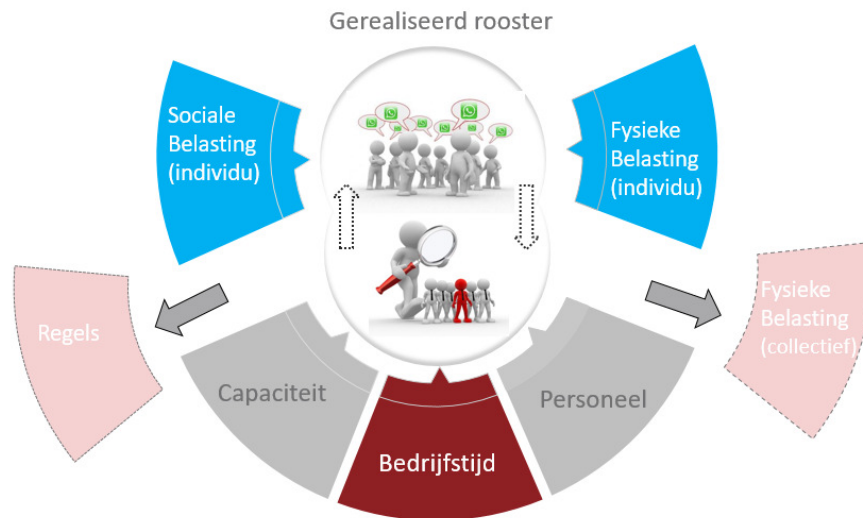 Gerealiseerd rooster
Sociale
Belasting
(individu)
Fysieke
Belasting
(individu)
Regels
Fysieke
Belasting
(collectief)
Capaciteit
Personeel
Bedrijfstijd